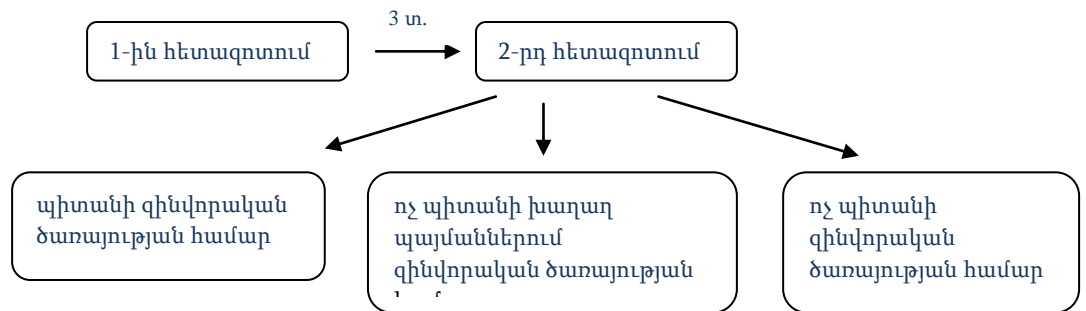 3 տ.
1-ին հետազոտում
2-րդ հետազոտում
պիտանի զինվորական
ծառայության համար
ոչ պիտանի խաղաղ
պայմաններում
զինվորական ծառայության
ոչ պիտանի
զինվորական
ծառայության համար